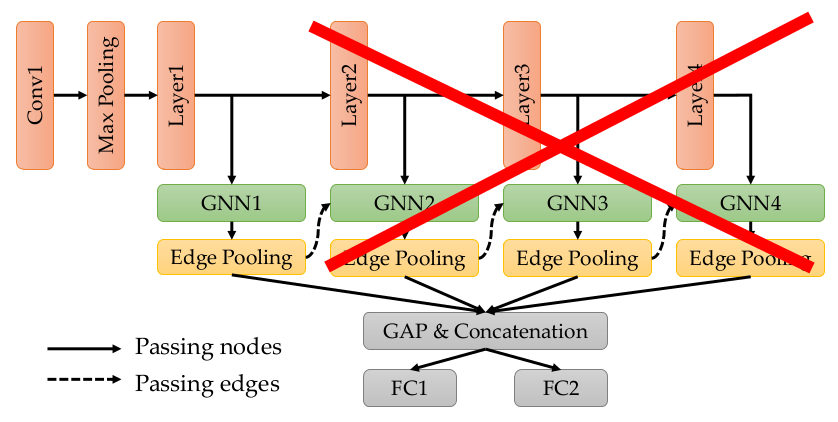 Conv1
Max Pooling
Layer1
Layer2
Layer3
Layer4
GNN1
GNN2
GNN3
GNN4
Edge Pooling
Edge Pooling
Edge Pooling
Edge Pooling
GAP & Concatenation
Passing nodes
Passing edges
FC1
FC2